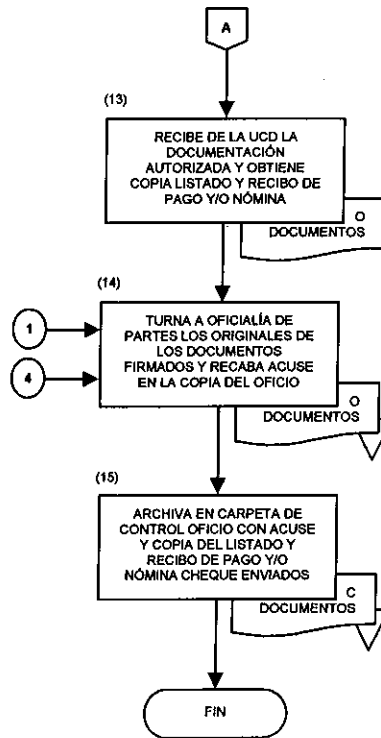 A
(13)
RECIBE DE LA UCD LA
DOCUMENTACIÓN
AUTORIZADA Y OBTIENE
COPIA LISTADO Y RECIBO DE
PAGO Y/O NÓMINA
O
DOCUMENTOS
(14)
1
TURNA A OFICIALÍA DE
PARTES LOS ORIGINALES DE
LOS DOCUMENTOS
FIRMADOS Y RECABA ACUSE
EN LA COPIA DEL OFICIO
4
O
DOCUMENTOS
(15)
ARCHIVA EN CARPETA DE
CONTROL OFICIO CON ACUSE
Y COPIA DEL LISTADO Y
RECIBO DE PAGO Y/O
NÓMINA CHEQUE ENVIADOS
C
DOCUMENTOS
FIN